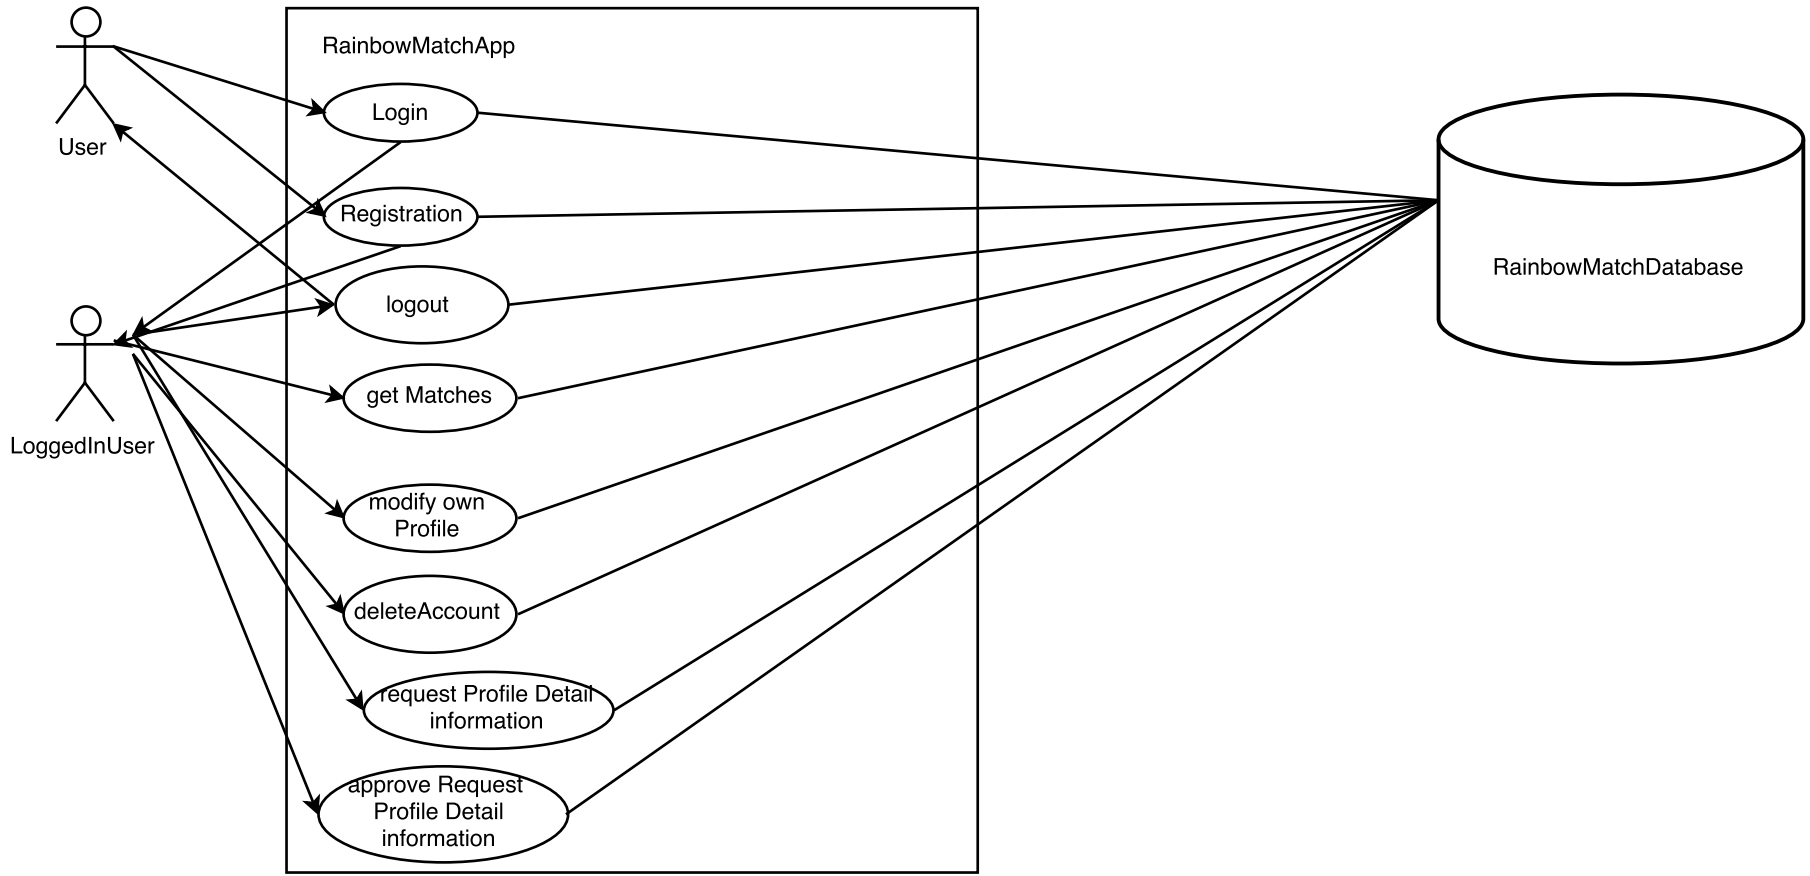 RainbowMatchApp
Login
User
Registration
RainbowMatchDatabase
logout
get Matches
LoggedInUser
modify own
Profile
deleteAccount
request Profile Detail
information
approve Request
Profile Detail
information